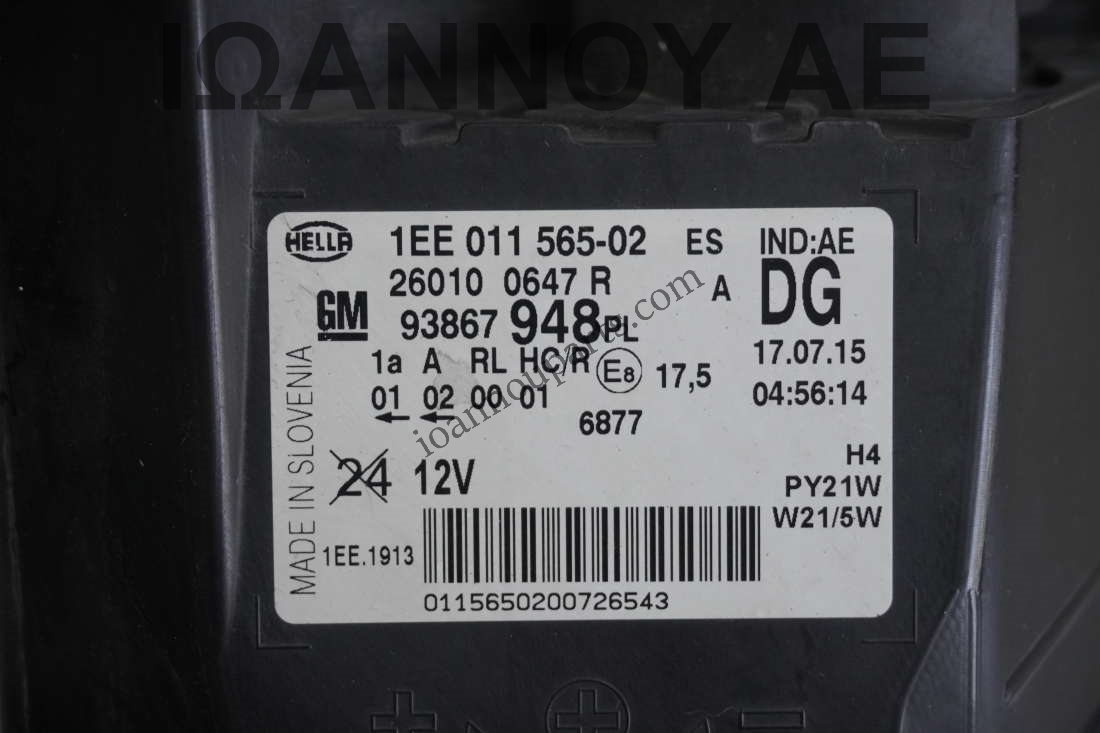 ΙΩΑΝΝΟΥ ΑΕ
HELLA 1EE 011 565-02 ES IND:AE
26010 0647 R A DG
GM 93867 948PL
1a A RL HC/R E8 17,5 17.07.15
01 02 00 01 6877 04:56:14
24 12V H4
PY21W
W21/5W
1EE.1913
0115650200726543
MADE IN SLOVENIA
ioannouparts.com